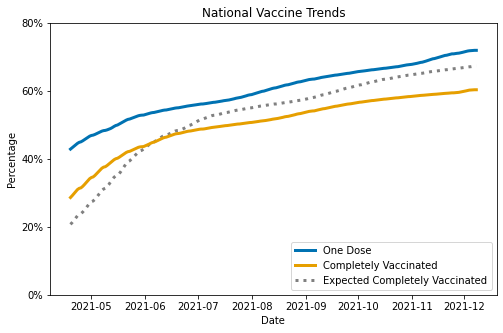 National Vaccine Trends
80%
60%
40%
20%
0%
Percentage
One Dose
Completely Vaccinated
Expected Completely Vaccinated
2021-05 2021-06 2021-07 2021-08 2021-09 2021-10 2021-11 2021-12
Date